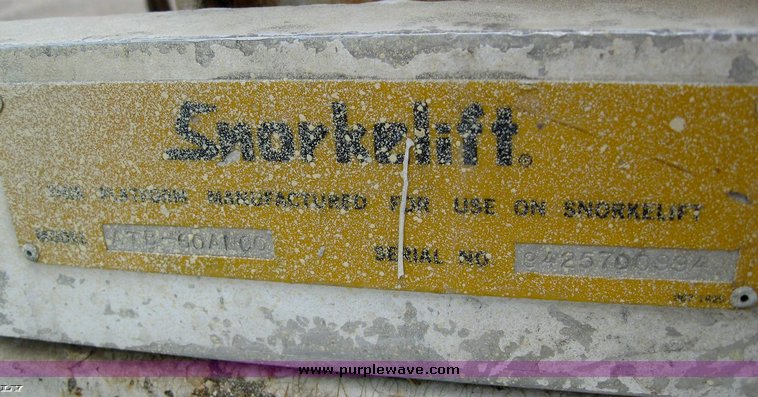 Snorkelift®
THIS PLATFORM MANUFACTURED FOR USE ON SNORKELIFT
MODEL SERIAL NO
www.purplewave.com